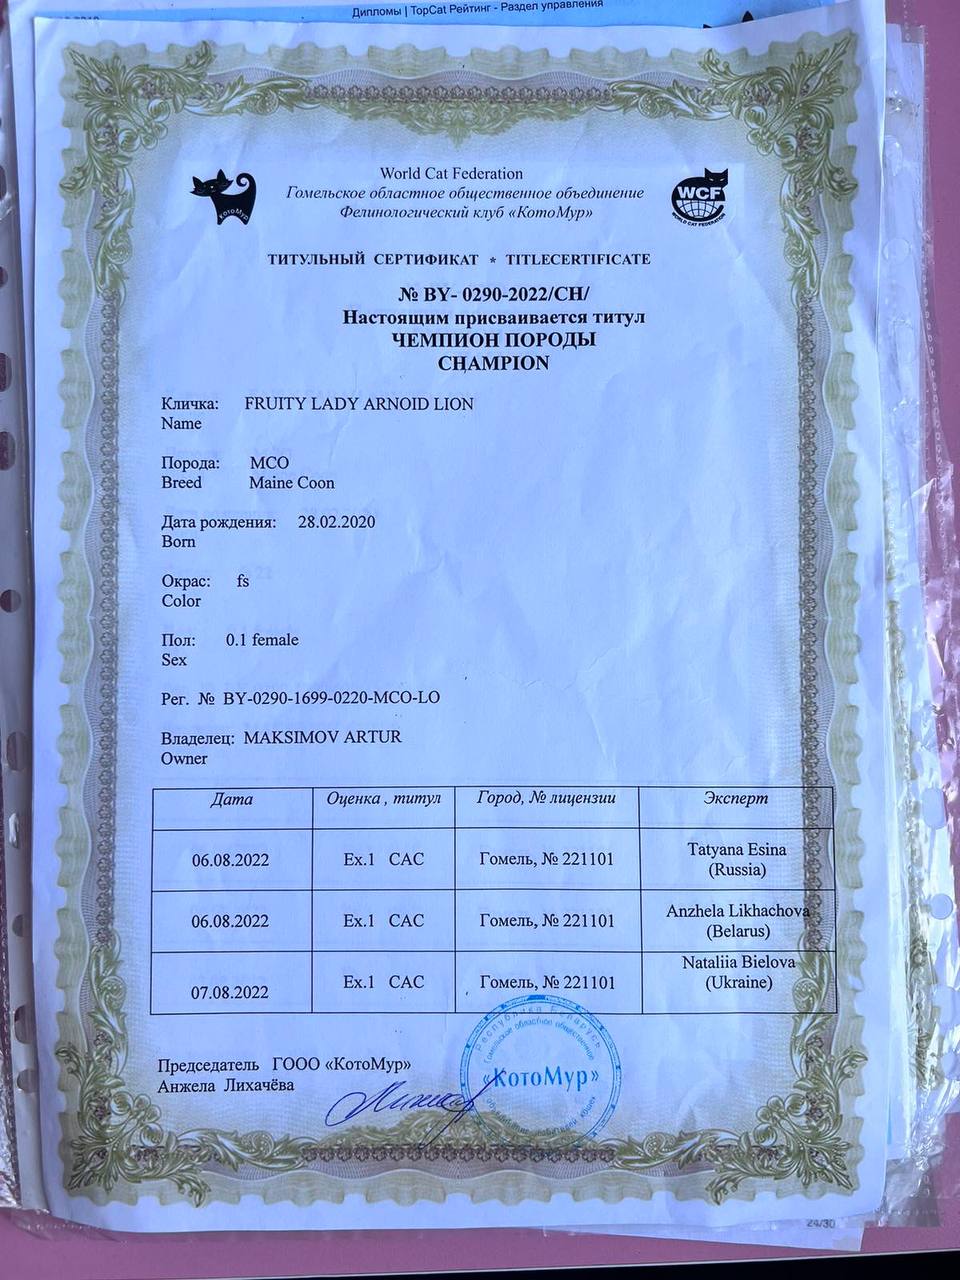 Дипломы | TopCat Рейтинг - Раздел управления
World Cat Federation
Гомельское областное общественное объединение
Фелинологический клуб «КотоМур»
КотоМур
WCF
WORLD CAT FEDERATION
ТИТУЛЬНЫЙ СЕРТИФИКАТ * TITLECERTIFICATE
№ BY- 0290-2022/CH/
Настоящим присваивается титул
ЧЕМПИОН ПОРОДЫ
CHAMPION
Кличка: FRUITY LADY ARNOID LION
Name
Порода: MCO
Breed Maine Coon
Дата рождения: 28.02.2020
Born
Окрас: fs
Color
Пол: 0.1 female
Sex
Рег. № BY-0290-1699-0220-MCO-LO
Владелец: MAKSIMOV ARTUR
Owner
Дата Оценка , титул Город, № лицензии Эксперт
06.08.2022 Ex.1 CAC Гомель, № 221101 Tatyana Esina (Russia)
06.08.2022 Ex.1 CAC Гомель, № 221101 Anzhela Likhachova (Belarus)
07.08.2022 Ex.1 CAC Гомель, № 221101 Nataliia Bielova (Ukraine)
Председатель ГООО «КотоМур»
Анжела Лихачёва
Республика Беларусь
Гомельское областное общественное
«КотоМур»
24/30